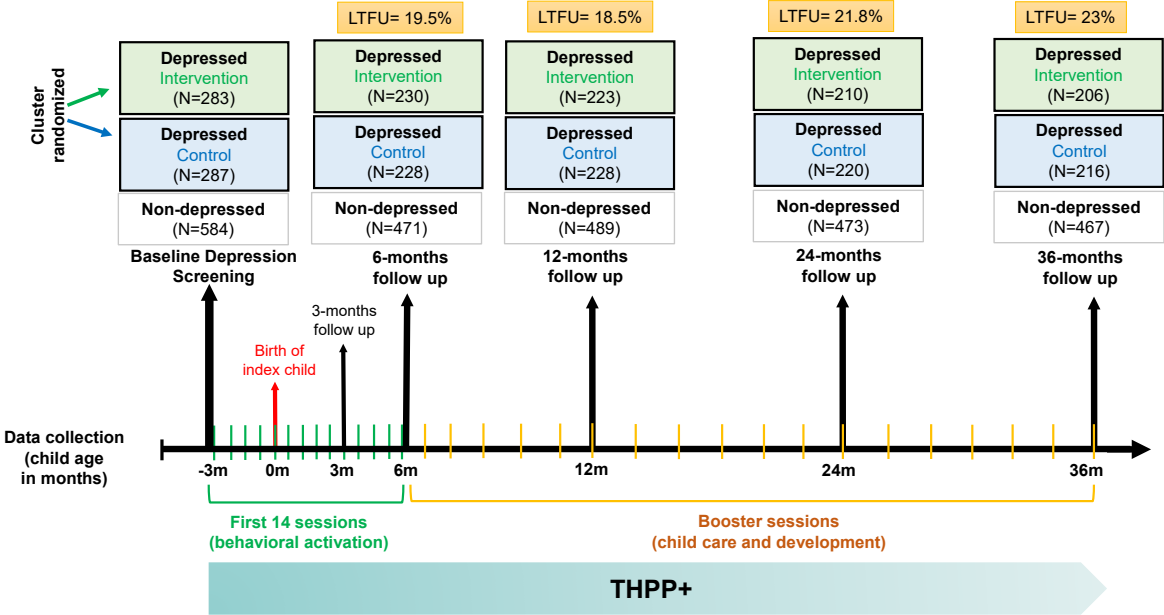 LTFU= 19.5%
LTFU= 18.5%
LTFU= 21.8%
LTFU= 23%
Cluster
randomized
Depressed
Intervention
(N=283)
Depressed
Intervention
(N=230)
Depressed
Intervention
(N=223)
Depressed
Intervention
(N=210)
Depressed
Intervention
(N=206)
Depressed
Control
(N=287)
Depressed
Control
(N=228)
Depressed
Control
(N=228)
Depressed
Control
(N=220)
Depressed
Control
(N=216)
Non-depressed
(N=584)
Non-depressed
(N=471)
Non-depressed
(N=489)
Non-depressed
(N=473)
Non-depressed
(N=467)
Baseline Depression
Screening
6-months
follow up
12-months
follow up
24-months
follow up
36-months
follow up
3-months
follow up
Birth of
index child
Data collection
(child age
in months)
-3m
0m
3m
6m
12m
24m
36m
First 14 sessions
(behavioral activation)
Booster sessions
(child care and development)
THPP+